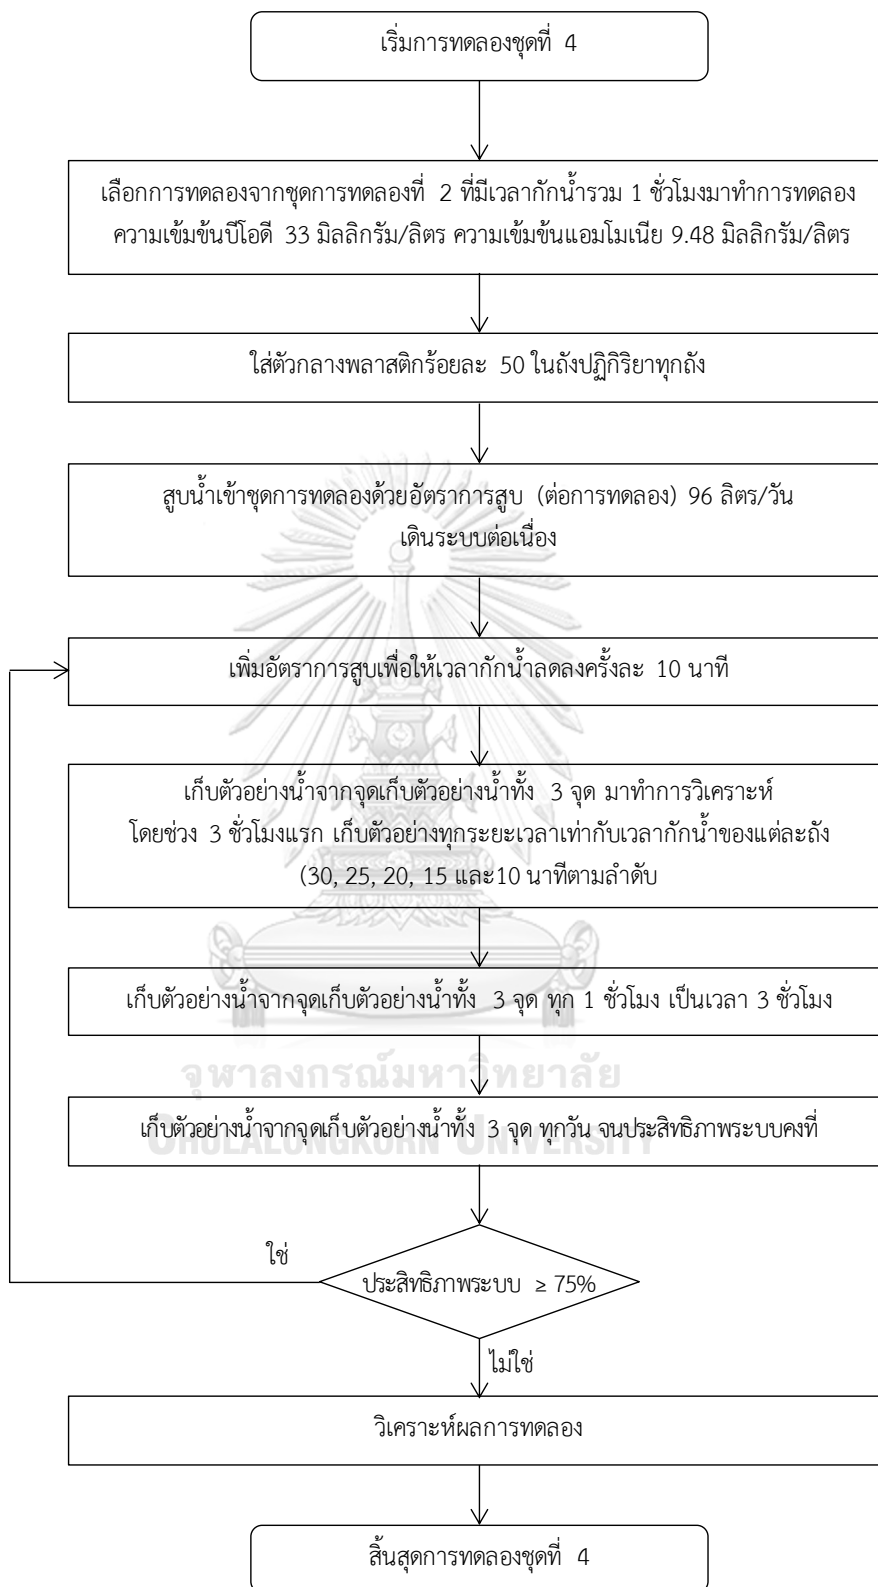 เริ่มการทดลองชุดที่ 4
เลือกการทดลองจากชุดการทดลองที่ 2 ที่มีเวลากักน้ำรวม 1 ชั่วโมงมาทำการทดลอง
ความเข้มข้นบีโอดี 33 มิลลิกรัม/ลิตร ความเข้มข้นแอมโมเนีย 9.48 มิลลิกรัม/ลิตร
ใส่ตัวกลางพลาสติกร้อยละ 50 ในถังปฏิกิริยาทุกถัง
สูบน้ำเข้าชุดการทดลองด้วยอัตราการสูบ (ต่อการทดลอง) 96 ลิตร/วัน
เดินระบบต่อเนื่อง
เพิ่มอัตราการสูบเพื่อให้เวลากักน้ำลดลงครั้งละ 10 นาที
เก็บตัวอย่างน้ำจากจุดเก็บตัวอย่างน้ำทั้ง 3 จุด มาทำการวิเคราะห์
โดยช่วง 3 ชั่วโมงแรก เก็บตัวอย่างทุกระยะเวลาเท่ากับเวลากักน้ำของแต่ละถัง
(30, 25, 20, 15 และ10 นาทีตามลำดับ
เก็บตัวอย่างน้ำจากจุดเก็บตัวอย่างน้ำทั้ง 3 จุด ทุก 1 ชั่วโมง เป็นเวลา 3 ชั่วโมง
จุฬาลงกรณ์มหาวิทยาลัย
เก็บตัวอย่างน้ำจากจุดเก็บตัวอย่างน้ำทั้ง 3 จุด ทุกวัน จนประสิทธิภาพระบบคงที่
CHULALONGKORN UNIVERSITY
ใช่
ประสิทธิภาพระบบ ≥ 75%
ไม่ใช่
วิเคราะห์ผลการทดลอง
สิ้นสุดการทดลองชุดที่ 4